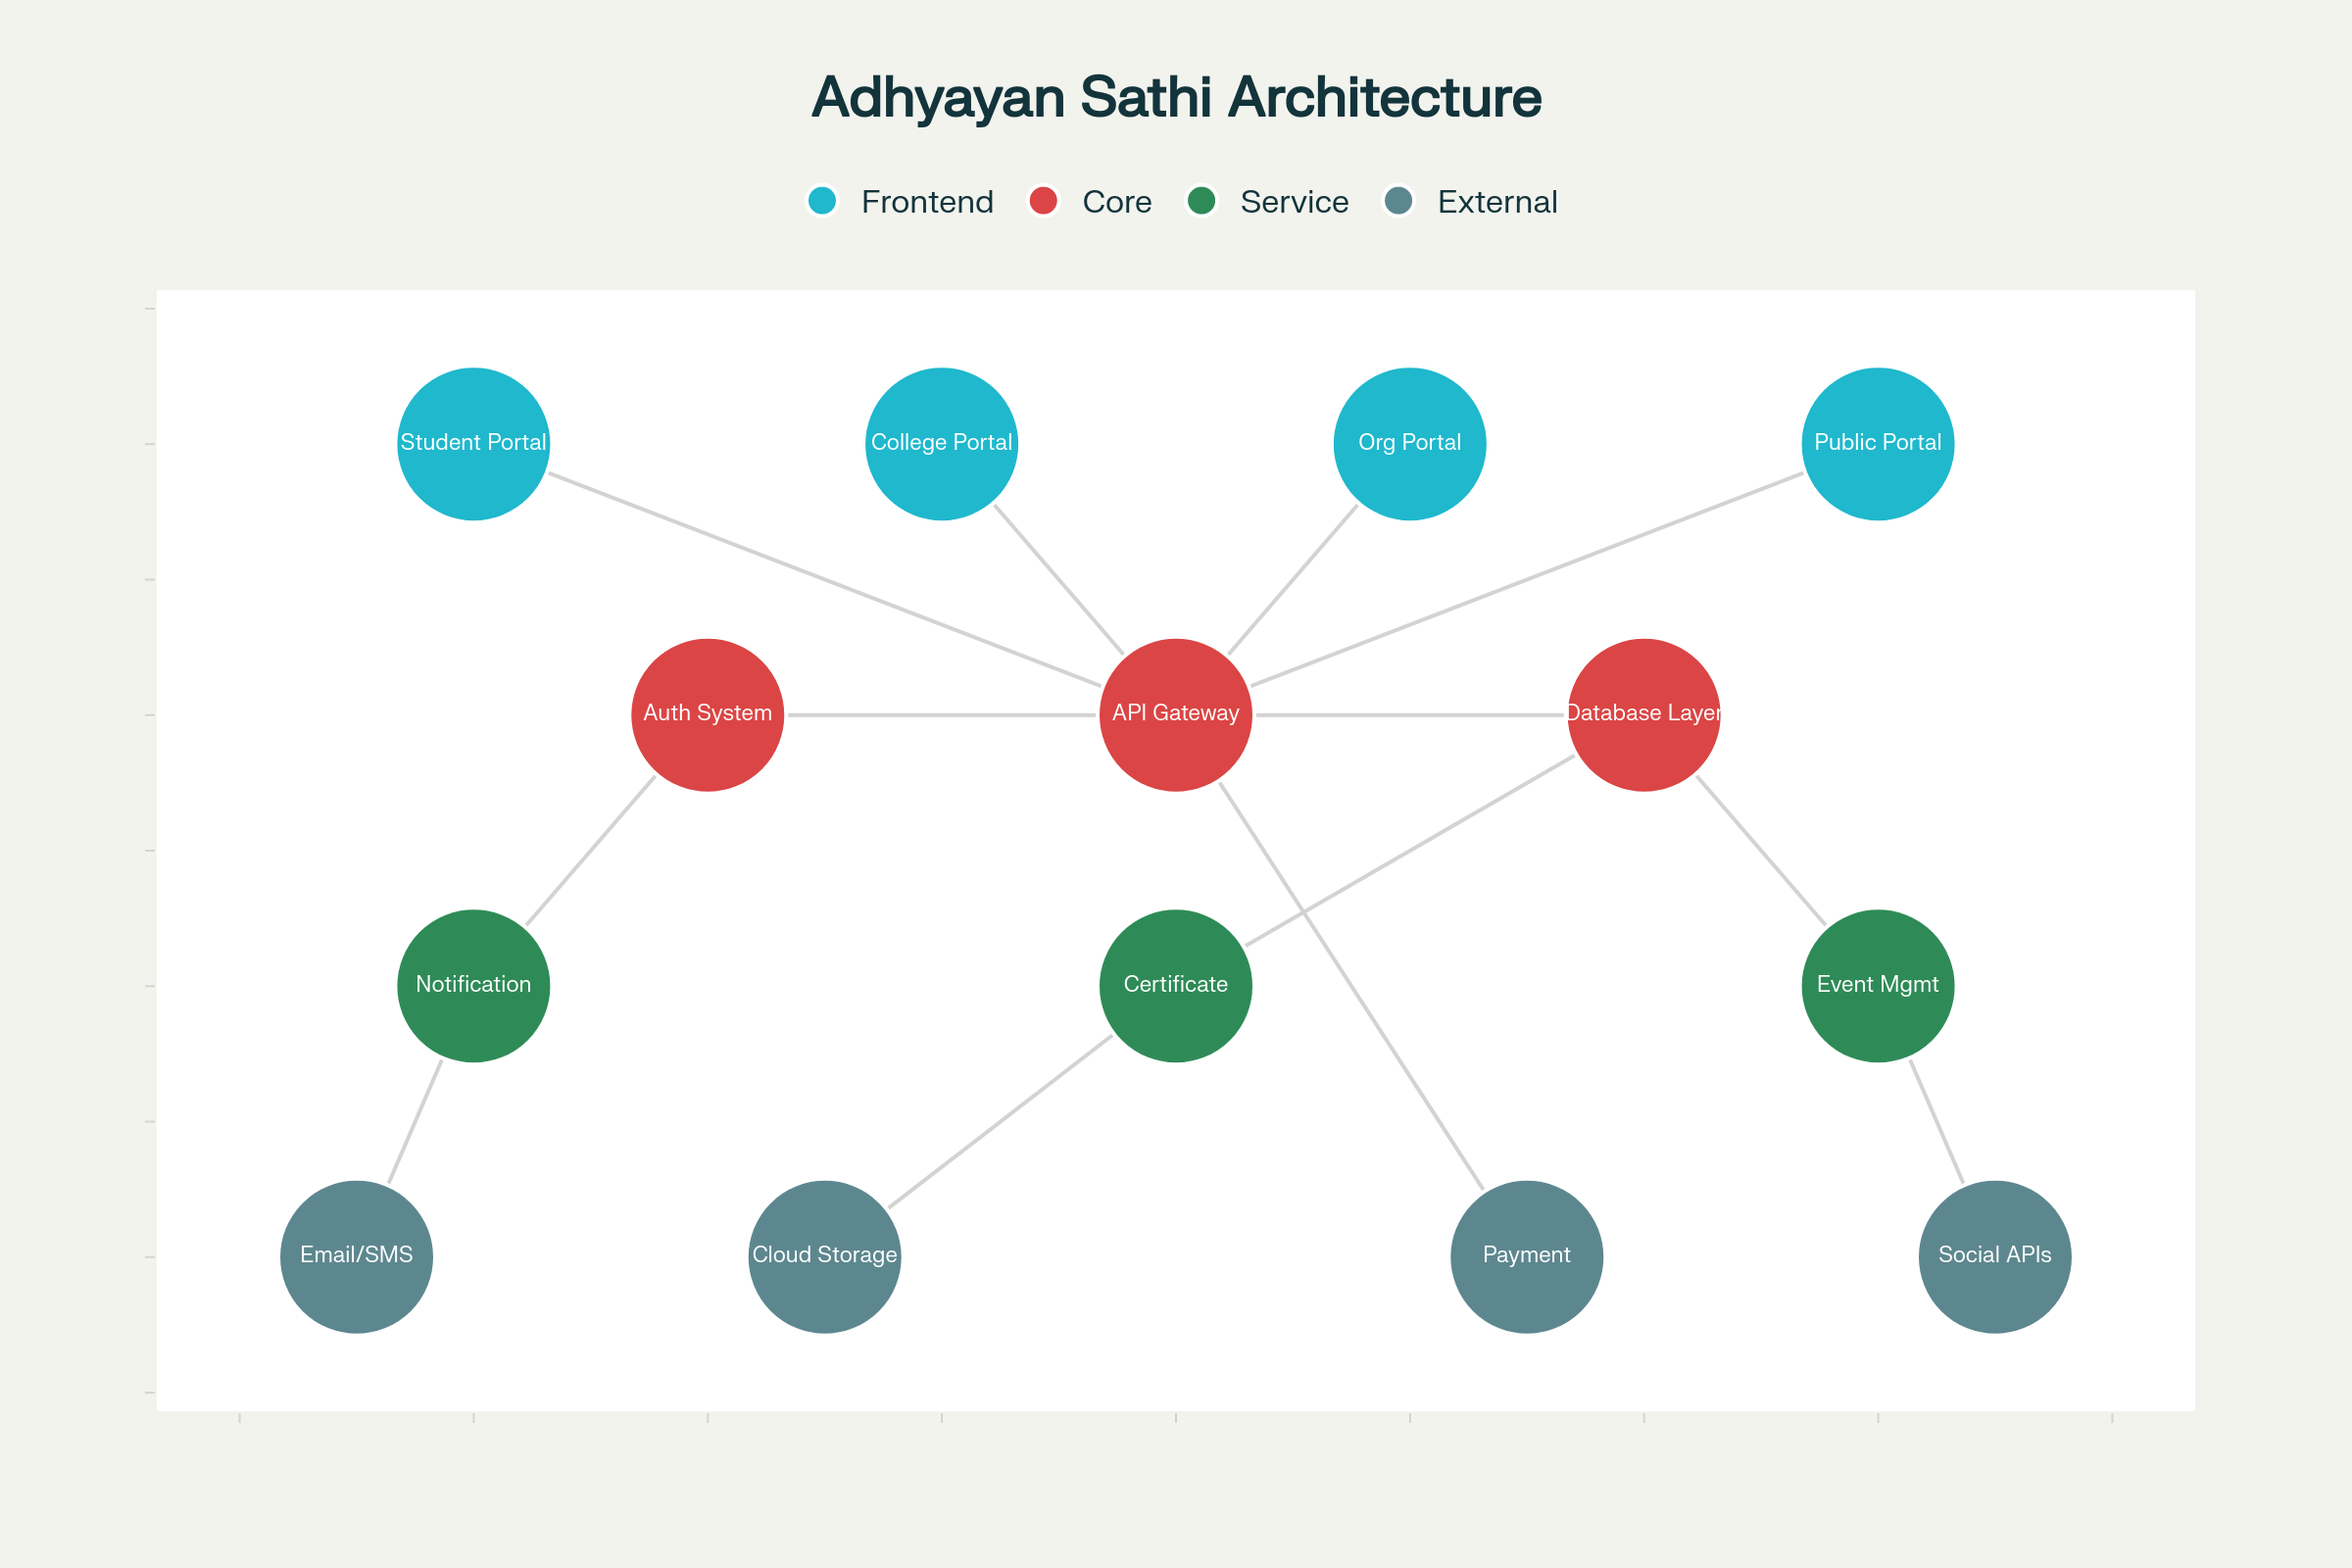 Adhyayan Sathi Architecture
Frontend Core Service External
Student Portal College Portal Org Portal Public Portal
Auth System API Gateway Database Layer
Notification Certificate Event Mgmt
Email/SMS Cloud Storage Payment Social APIs